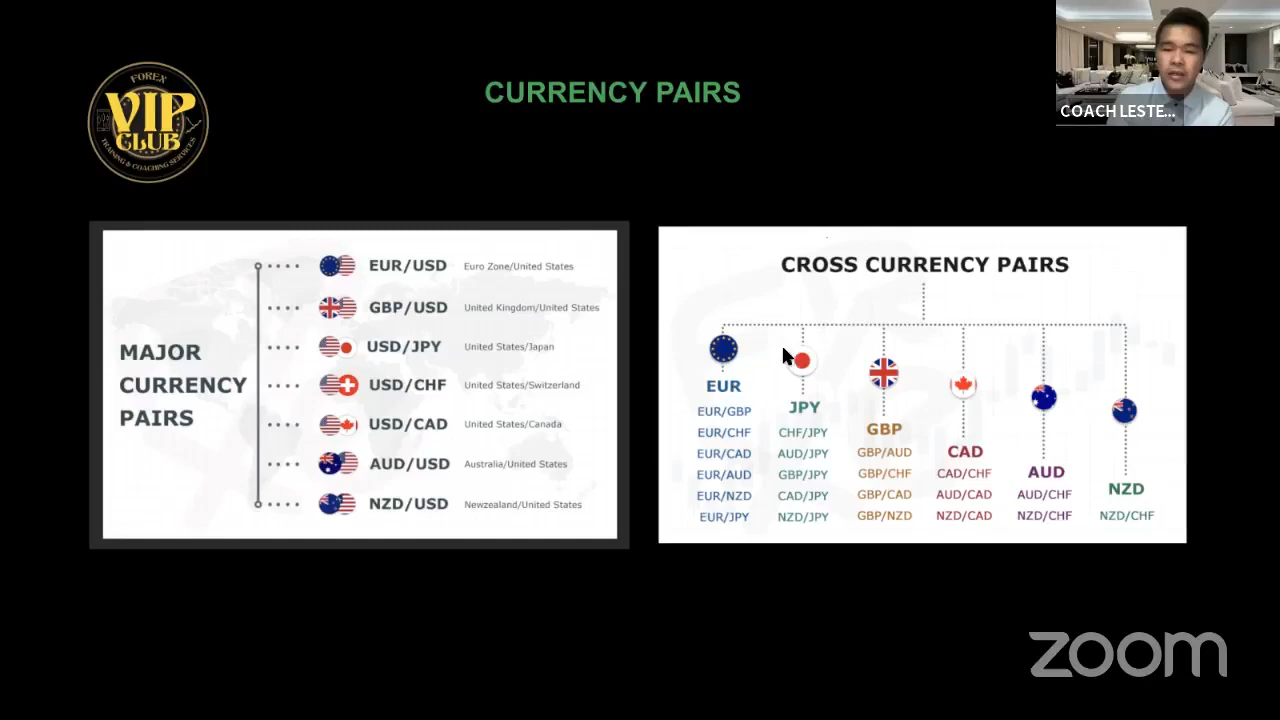 FOREX
VIP
CLUB
TRAINING & COACHING SERVICES
CURRENCY PAIRS
COACH LESTE...
MAJOR
CURRENCY
PAIRS
EUR/USD Euro Zone/United States
GBP/USD United Kingdom/United States
USD/JPY United States/Japan
USD/CHF United States/Switzerland
USD/CAD United States/Canada
AUD/USD Australia/United States
NZD/USD Newzealand/United States
CROSS CURRENCY PAIRS
EUR
EUR/GBP
EUR/CHF
EUR/CAD
EUR/AUD
EUR/NZD
EUR/JPY
JPY
CHF/JPY
AUD/JPY
GBP/JPY
CAD/JPY
NZD/JPY
GBP
GBP/AUD
GBP/CHF
GBP/CAD
GBP/NZD
CAD
CAD/CHF
AUD/CAD
NZD/CAD
AUD
AUD/CHF
NZD/CHF
NZD
NZD/CHF
zoom